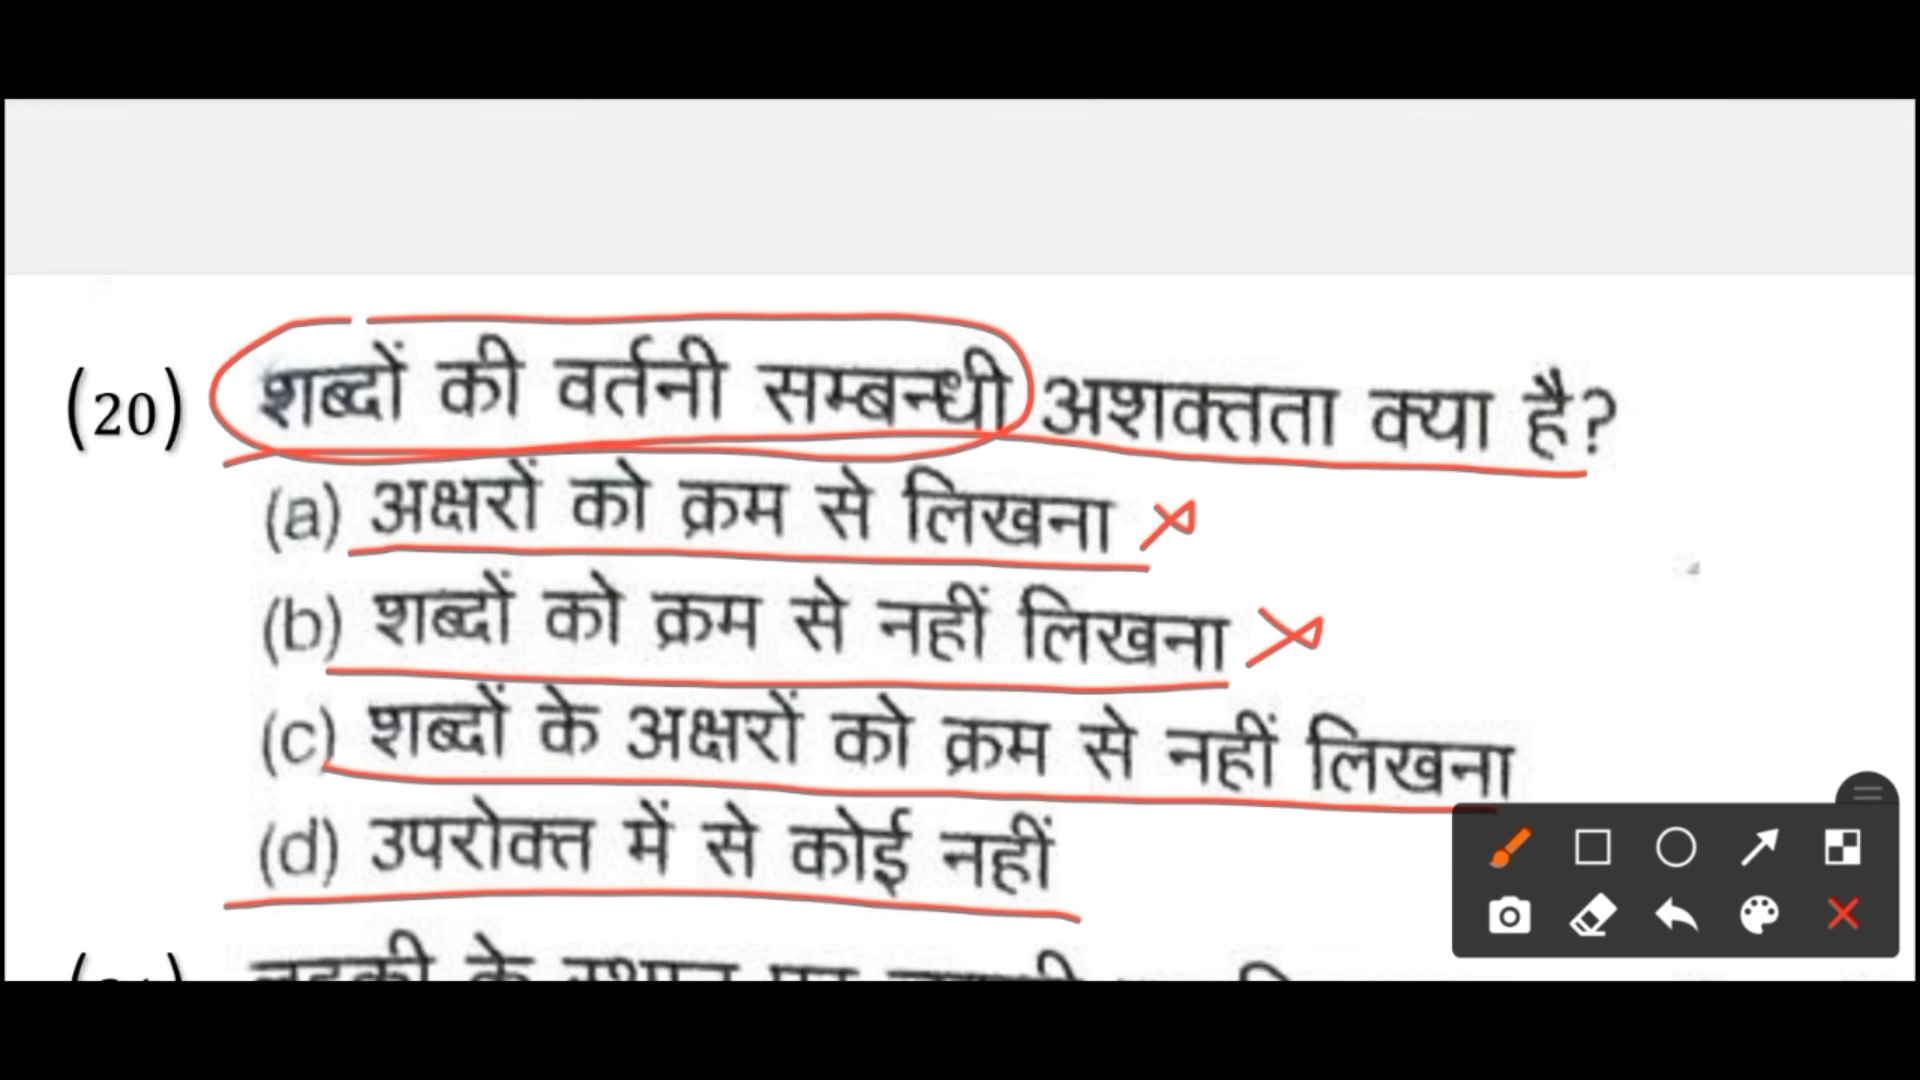 (20) शब्दों की वर्तनी सम्बन्धी अशक्तता क्या है?
(a) अक्षरों को क्रम से लिखना
(b) शब्दों को क्रम से नहीं लिखना
(c) शब्दों के अक्षरों को क्रम से नहीं लिखना
(d) उपरोक्त में से कोई नहीं
के स्थान पर